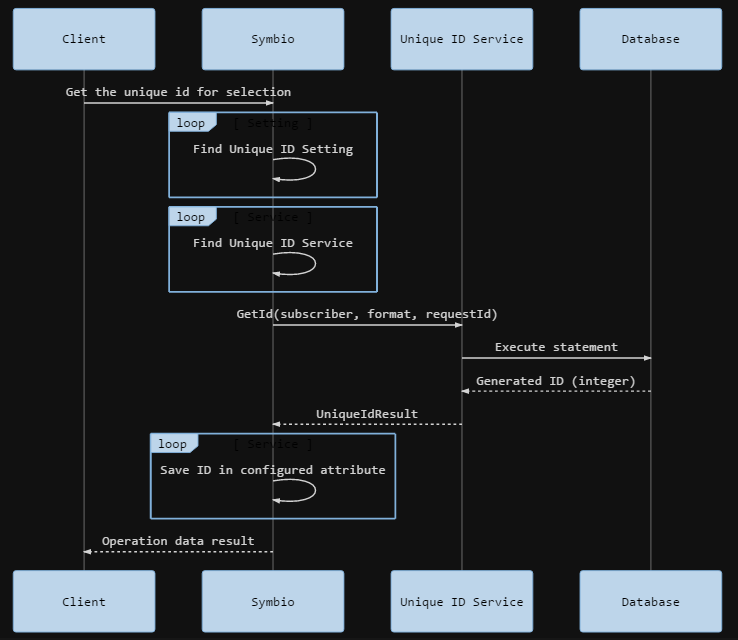 Client
Symbio
Unique ID Service
Database
Get the unique id for selection
loop
[ Setting ]
Find Unique ID Setting
loop
[ Service ]
Find Unique ID Service
GetId(subscriber, format, requestId)
Execute statement
Generated ID (integer)
UniqueIdResult
loop
[ Service ]
Save ID in configured attribute
Operation data result
Client
Symbio
Unique ID Service
Database